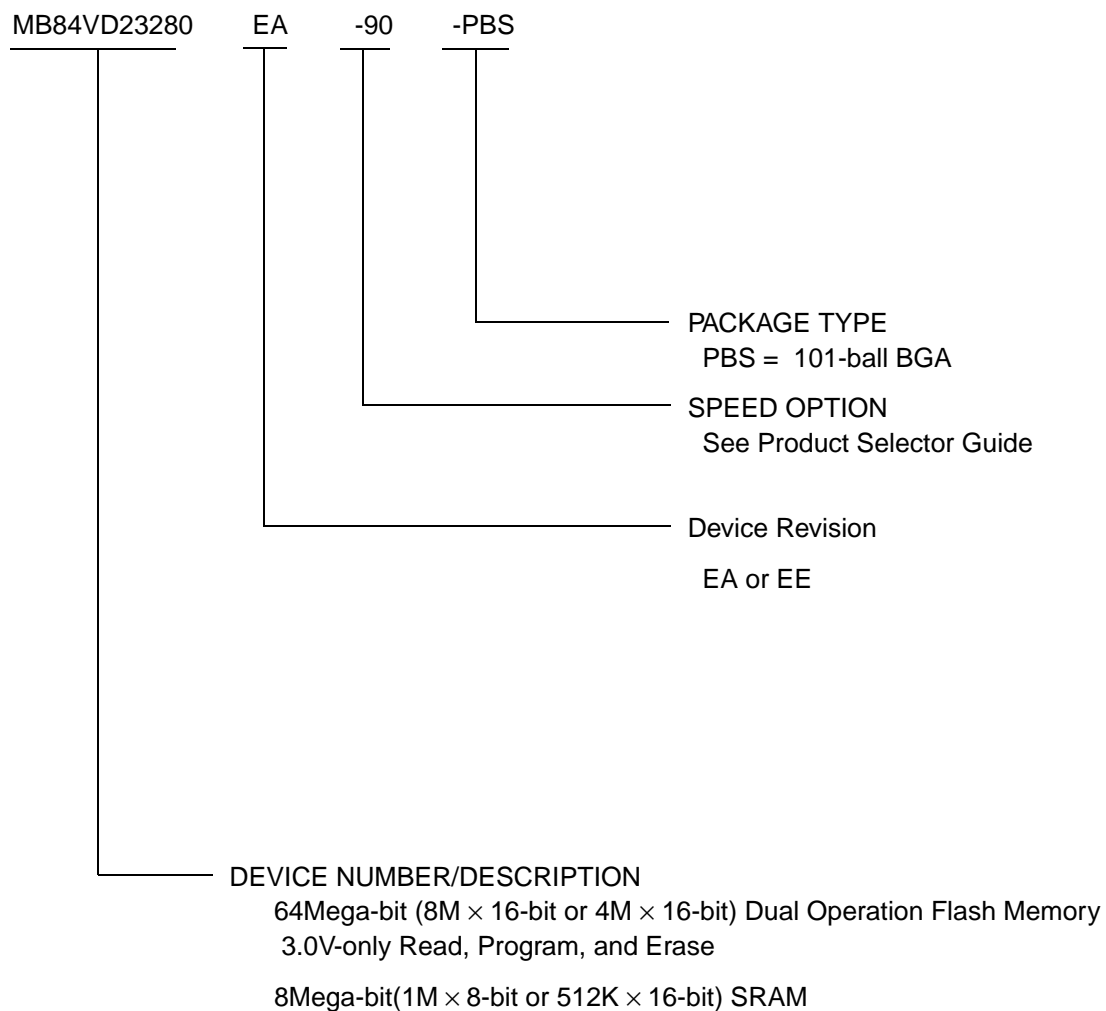 MB84VD23280 EA -90 -PBS
PACKAGE TYPE
PBS = 101-ball BGA
SPEED OPTION
See Product Selector Guide
Device Revision
EA or EE
DEVICE NUMBER/DESCRIPTION
64Mega-bit (8M × 16-bit or 4M × 16-bit) Dual Operation Flash Memory
3.0V-only Read, Program, and Erase
8Mega-bit(1M × 8-bit or 512K × 16-bit) SRAM